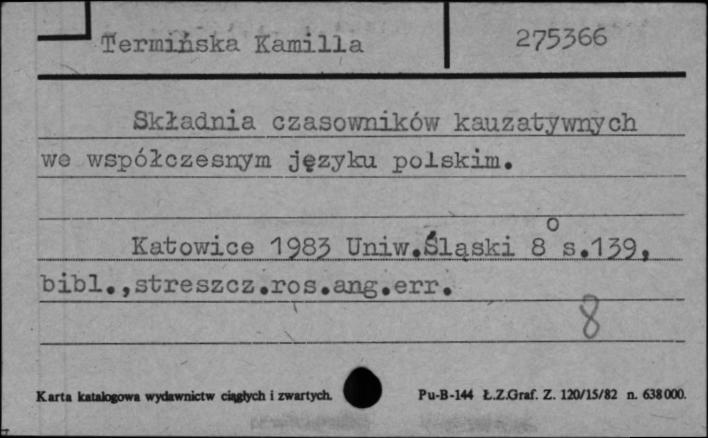 Termińska Kamilla 275366
Składnia czasowników kauzatywnych
we współczesnym języku polskim.
Katowice 1983 Uniw.Śląski 8° s.139,
bibl.,streszcz.ros.ang.err.
8
Karta katalogowa wydawnictw ciągłych i zwartych. Pu-B-144 Ł.Z.Graf. Z. 120/15/82 n. 638000.